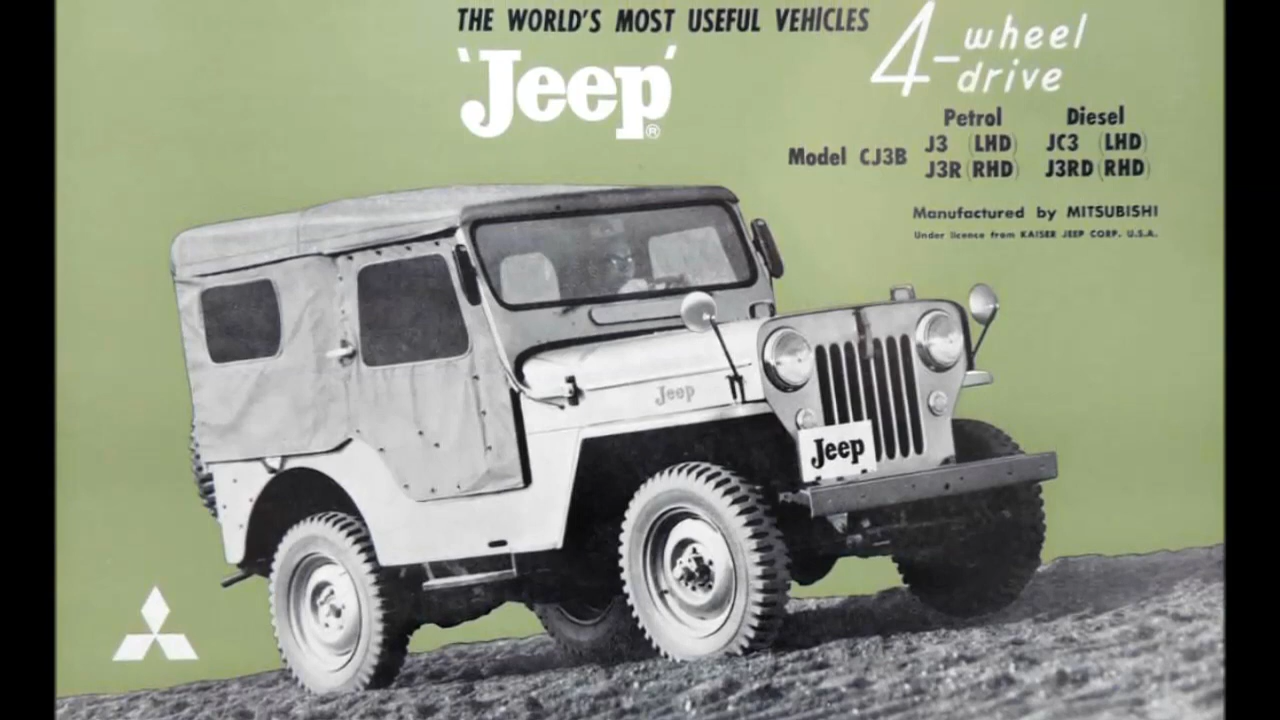 THE WORLD'S MOST USEFUL VEHICLES
'Jeep'®
4-wheel
drive
Petrol Diesel
Model CJ3B J3 (LHD) JC3 (LHD)
J3R (RHD) J3RD (RHD)
Manufactured by MITSUBISHI
Under licence from KAISER JEEP CORP. U.S.A.
Jeep
Jeep